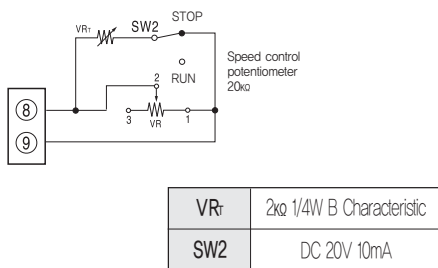 STOP
VRT SW2
RUN
Speed control
potentiometer
20kΩ
8
2
3 VR 1
9
VRT 2kΩ 1/4W B Characteristic
SW2 DC 20V 10mA